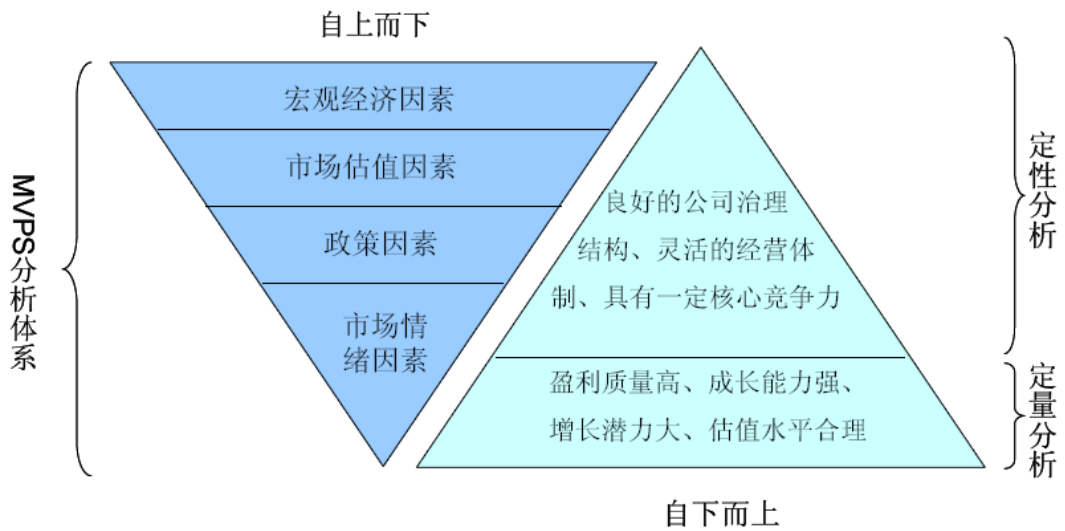 自上而下
MVPS分析体系
宏观经济因素
市场估值因素
政策因素
市场情
绪因素
良好的公司治理
结构、灵活的经营体
制、具有一定核心竞争力
盈利质量高、成长能力强、
增长潜力大、估值水平合理
定性分析
定量分析
自下而上